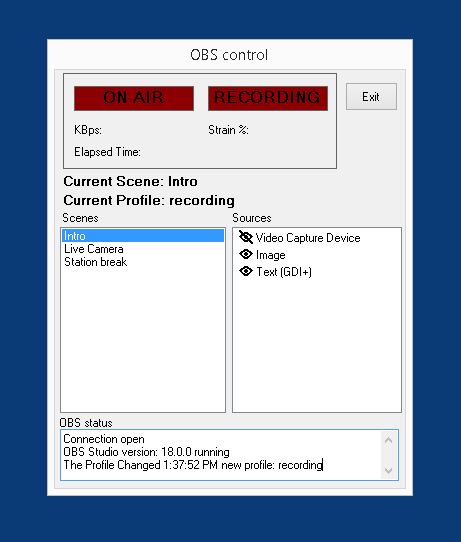 OBS control
ON AIR
RECORDING
Exit
KBps:
Strain %:
Elapsed Time:
Current Scene: Intro
Current Profile: recording
Scenes
Sources
Intro
Live Camera
Station break
Video Capture Device
Image
Text (GDI+)
OBS status
Connection open
OBS Studio version: 18.0.0 running
The Profile Changed 1:37:52 PM new profile: recording